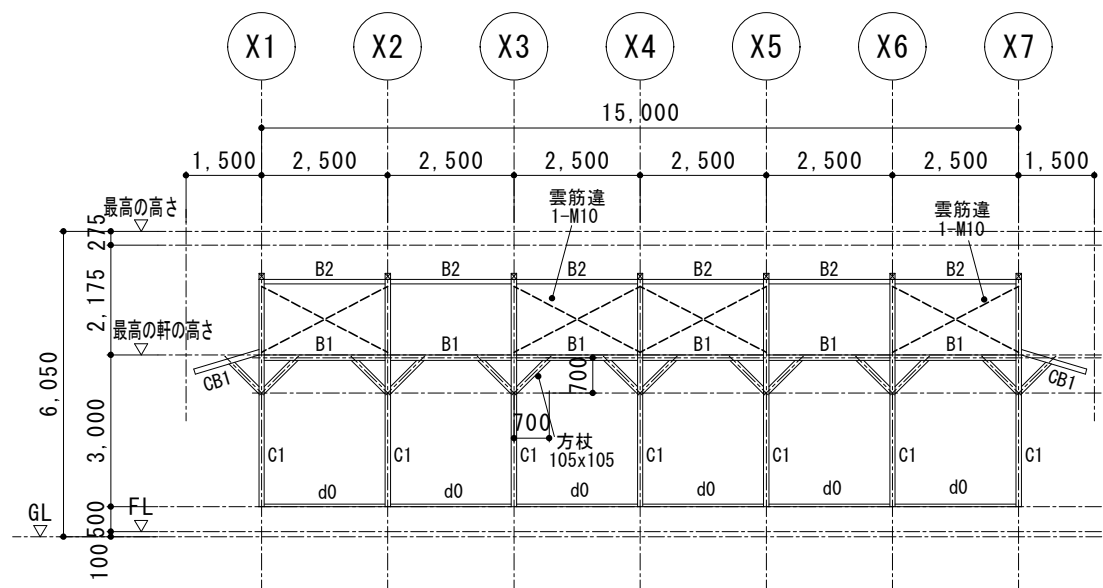 X1 X2 X3 X4 X5 X6 X7
15,000
1,500 2,500 2,500 2,500 2,500 2,500 2,500 1,500
最高の高さ
275
雲筋違
1-M10
雲筋違
1-M10
B2 B2 B2 B2 B2 B2
2,175
最高の軒の高さ
B1 B1 B1 B1 B1 B1
CB1 CB1
700
6,050
700
方杖
105x105
3,000
C1 C1 C1 C1 C1 C1 C1
d0 d0 d0 d0 d0 d0
GL
FL
500
100